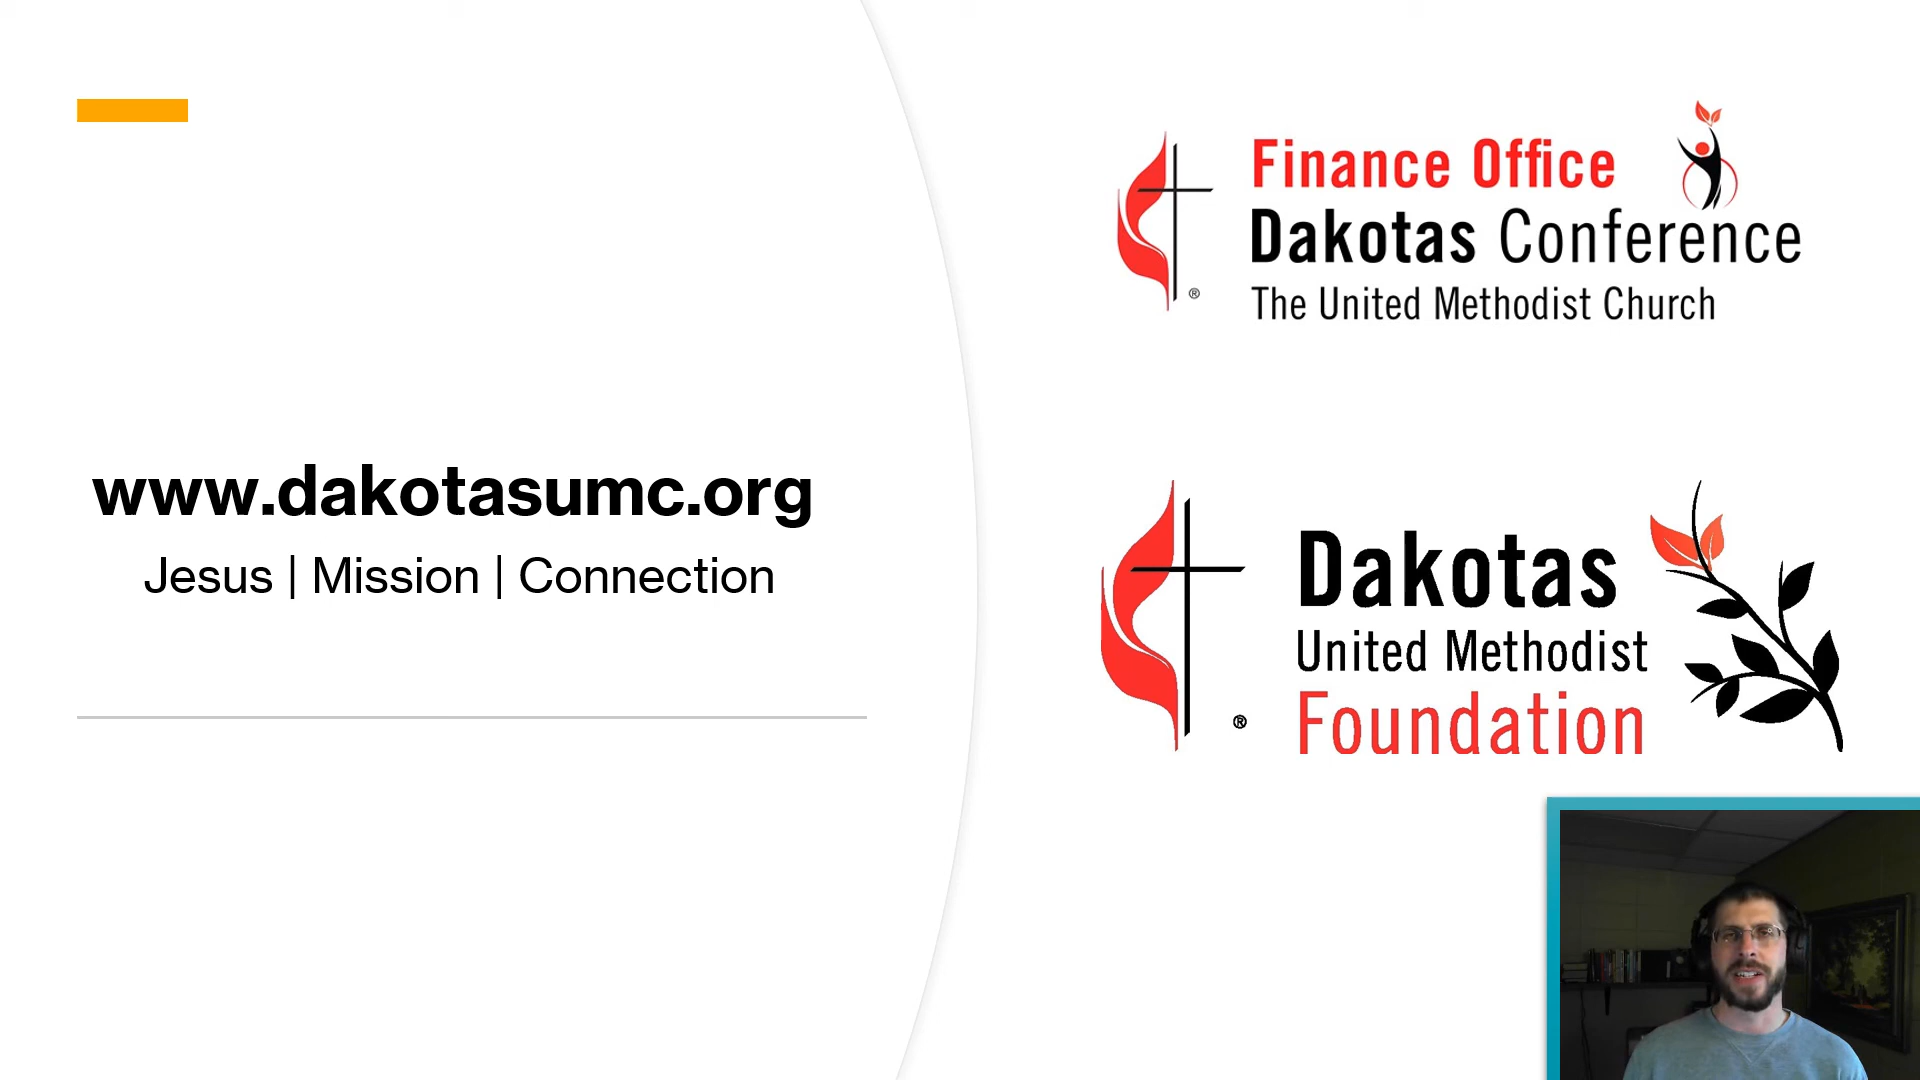 www.dakotasumc.org
Jesus | Mission | Connection
Finance Office
Dakotas Conference
The United Methodist Church
®
Dakotas
United Methodist
Foundation
®